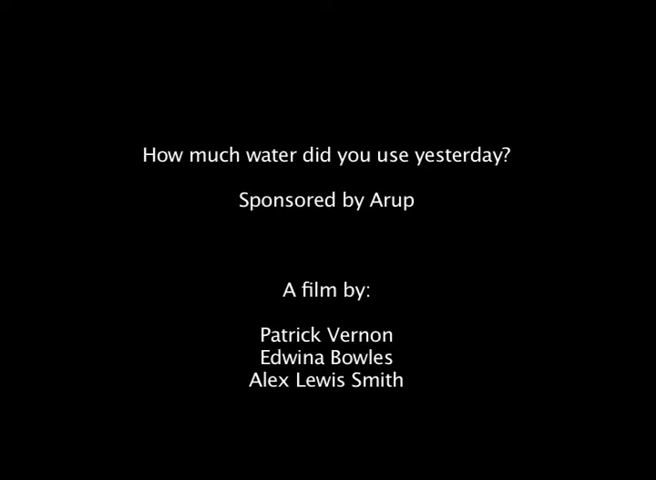 How much water did you use yesterday?
Sponsored by Arup
A film by:
Patrick Vernon
Edwina Bowles
Alex Lewis Smith